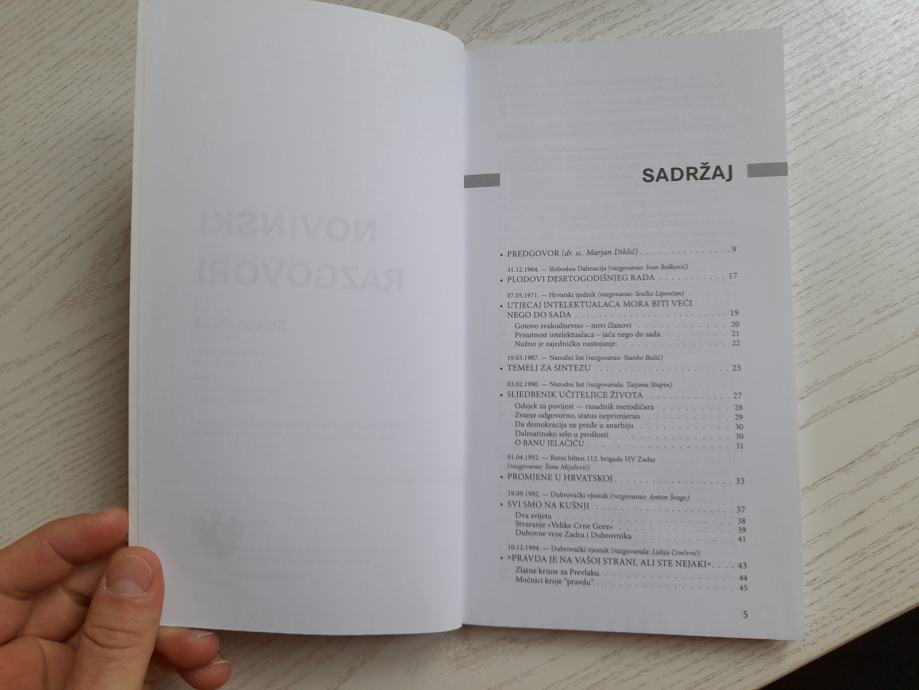 NOVINSKI
RAZGOVORI
SADRŽAJ
• PREDGOVOR (dr. sc. Marjan Diklić) . . . . . . . . . . . . . . . 9
31.12.1964. — Slobodna Dalmacija (razgovarao: Ivan Bošković)
• PLODOVI DESETOGODIŠNJEG RADA . . . . . . . . . . . . 17
07.05.1971. — Hrvatski tjednik (razgovarao: Srećko Lipovčan)
• UTJECAJ INTELEKTUALACA MORA BITI VEĆI
NEGO DO SADA . . . . . . . . . . . . . . . . . . . . . . . . 19
Gotovo svakodnevno – novi članovi . . . . . . . . . . . . . . 20
Prisutnost intelektualaca – jača nego do sada. . . . . . . . . . 21
Nužno je zajedničko nastojanje. . . . . . . . . . . . . . . . . 22
19.03.1987. — Narodni list (razgovarao: Stanko Bašić)
• TEMELJ ZA SINTEZU . . . . . . . . . . . . . . . . . . . . . 23
03.02.1990. — Narodni list (razgovarala: Tatjana Stupin)
• SLJEDBENIK UČITELJICE ŽIVOTA . . . . . . . . . . . . . . 27
Odsjek za povijest — rasadnik metodičara . . . . . . . . . . . 28
Zvanje odgovorno, status neprimjeran . . . . . . . . . . . . . 29
Da demokracija ne pređe u anarhiju . . . . . . . . . . . . . . 30
Dalmatinsko selo u prošlosti . . . . . . . . . . . . . . . . . . 30
O BANU JELAČIĆU . . . . . . . . . . . . . . . . . . . . . . 31
01.04.1992. — Ratni bilten 112. brigade HV Zadar
(razgovarao: Šime Mijolović)
• PROMJENE U HRVATSKOJ . . . . . . . . . . . . . . . . . . 33
19.09.1992. — Dubrovački vjesnik (razgovarao: Antun Švago)
• SVI SMO NA KUŠNJI . . . . . . . . . . . . . . . . . . . . . 37
Dva svijeta . . . . . . . . . . . . . . . . . . . . . . . . . . . 38
Stvaranje »Velike Crne Gore« . . . . . . . . . . . . . . . . . 39
Duhovne veze Zadra i Dubrovnika . . . . . . . . . . . . . . . 41
10.12.1994. — Dubrovački vjesnik (razgovarala: Lidija Crnčević)
• »PRAVDA JE NA VAŠOJ STRANI, ALI STE NEJAKI«. . . . 43
Zlatne krune za Prevlaku . . . . . . . . . . . . . . . . . . . 44
Moćnici kroje "pravdu" . . . . . . . . . . . . . . . . . . . . 45
5